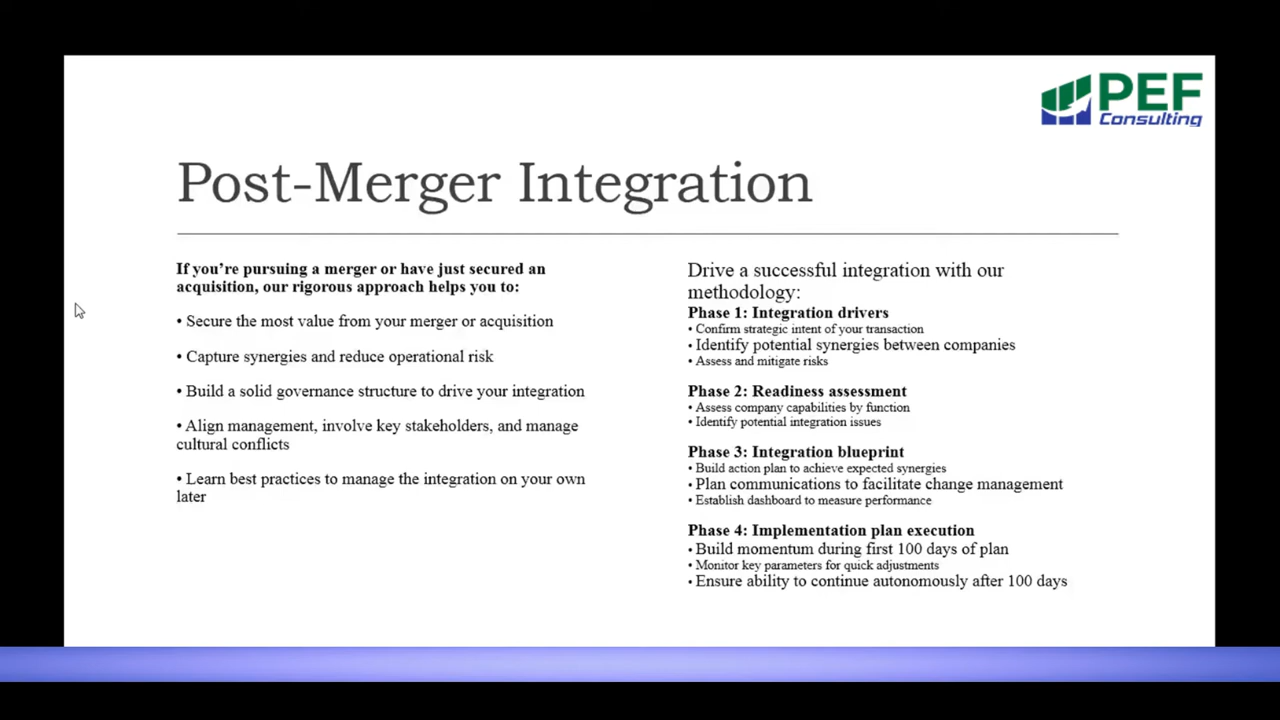 PEF
Consulting
Post-Merger Integration
If you're pursuing a merger or have just secured an
acquisition, our rigorous approach helps you to:
• Secure the most value from your merger or acquisition
• Capture synergies and reduce operational risk
• Build a solid governance structure to drive your integration
• Align management, involve key stakeholders, and manage
cultural conflicts
• Learn best practices to manage the integration on your own
later
Drive a successful integration with our
methodology:
Phase 1: Integration drivers
• Confirm strategic intent of your transaction
• Identify potential synergies between companies
• Assess and mitigate risks
Phase 2: Readiness assessment
• Assess company capabilities by function
• Identify potential integration issues
Phase 3: Integration blueprint
• Build action plan to achieve expected synergies
• Plan communications to facilitate change management
• Establish dashboard to measure performance
Phase 4: Implementation plan execution
• Build momentum during first 100 days of plan
• Monitor key parameters for quick adjustments
• Ensure ability to continue autonomously after 100 days